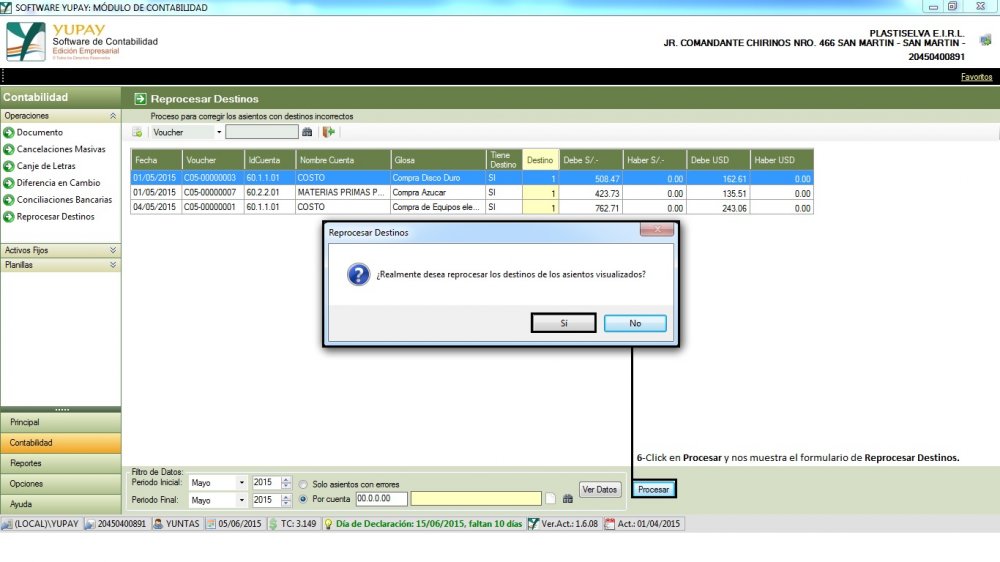 SOFTWARE YUPAY: MÓDULO DE CONTABILIDAD
YUPAY
Software de Contabilidad
Edición Empresarial
© Todos los Derechos Reservados
PLASTISELVA E.I.R.L.
JR. COMANDANTE CHIRINOS NRO. 466 SAN MARTIN - SAN MARTIN -
20450400891
Favoritos
Contabilidad
Operaciones
Documento
Cancelaciones Masivas
Canje de Letras
Diferencia en Cambio
Conciliaciones Bancarias
Reprocesar Destinos
Activos Fijos
Planillas
Principal
Contabilidad
Reportes
Opciones
Ayuda
Reprocesar Destinos
Proceso para corregir los asientos con destinos incorrectos
Voucher
Fecha Voucher IdCuenta Nombre Cuenta Glosa Tiene Destino Destino Debe S/.- Haber S/.- Debe USD Haber USD
01/05/2015 C05-00000003 60.1.1.01 COSTO Compra Disco Duro SI 1 508.47 0.00 162.61 0.00
01/05/2015 C05-00000007 60.2.2.01 MATERIAS PRIMAS P... Compra Azucar SI 1 423.73 0.00 135.51 0.00
04/05/2015 C05-00000001 60.1.1.01 COSTO Compra de Equipos ele... SI 1 762.71 0.00 243.06 0.00
Reprocesar Destinos
¿Realmente desea reprocesar los destinos de los asientos visualizados?
Sí No
6-Click en Procesar y nos muestra el formulario de Reprocesar Destinos.
Filtro de Datos:
Periodo Inicial: Mayo 2015 Solo asientos con errores
Periodo Final: Mayo 2015 Por cuenta 00.0.0.00
Ver Datos Procesar
(LOCAL)\YUPAY 20450400891 YUNTAS 05/06/2015 TC: 3.149 Día de Declaración: 15/06/2015, faltan 10 días Ver.Act.: 1.6.08 Act.: 01/04/2015